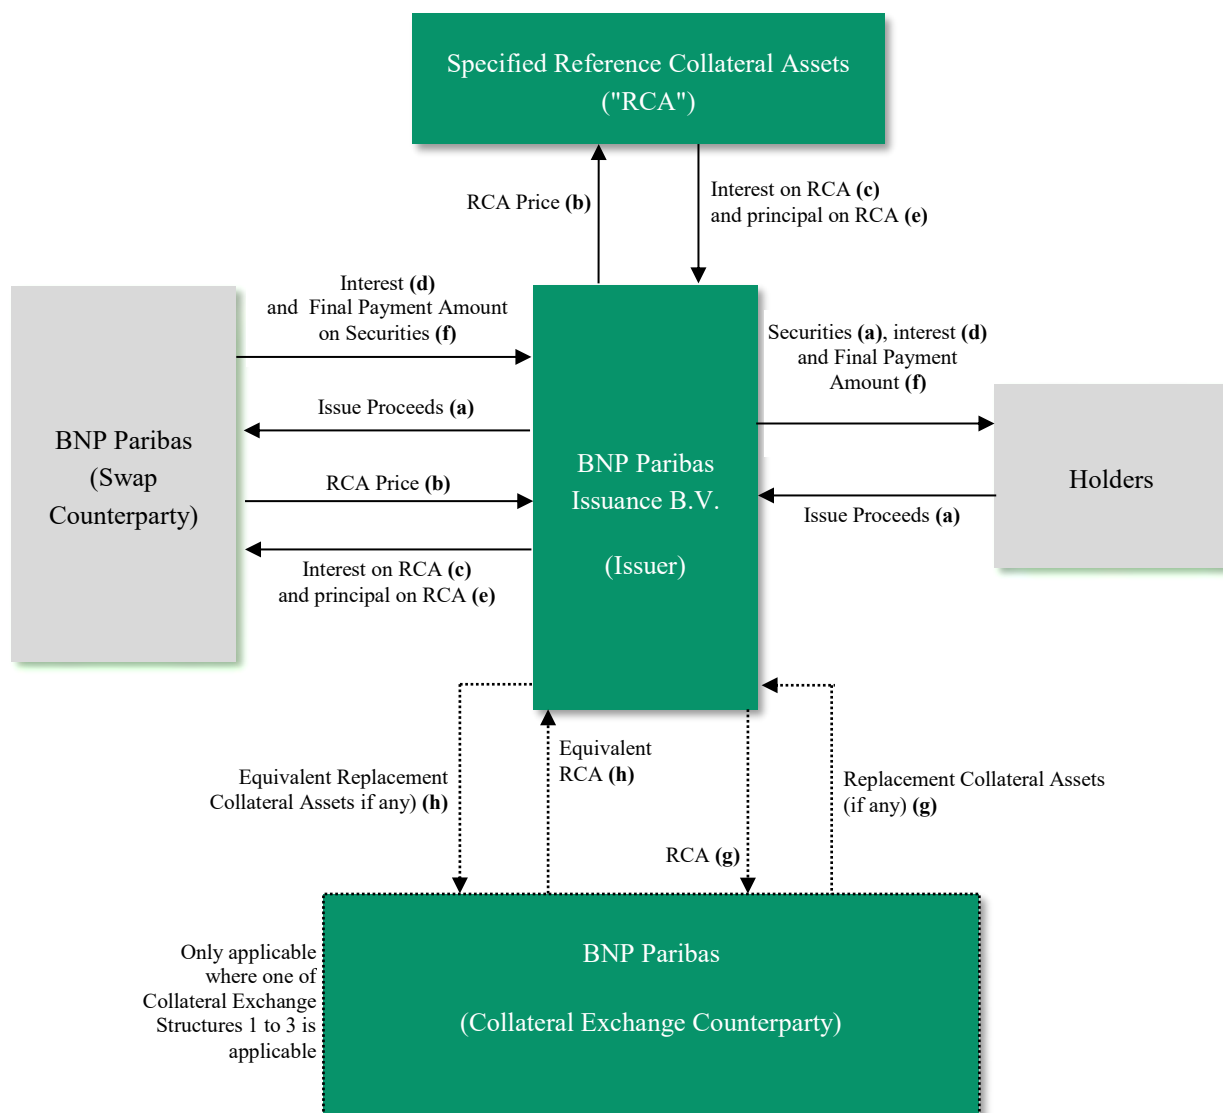 Specified Reference Collateral Assets
("RCA")
RCA Price (b)
Interest on RCA (c)
and principal on RCA (e)
Interest (d)
and Final Payment Amount
on Securities (f)
Issue Proceeds (a)
RCA Price (b)
Interest on RCA (c)
and principal on RCA (e)
BNP Paribas
(Swap
Counterparty)
BNP Paribas
Issuance B.V.
(Issuer)
Securities (a), interest (d)
and Final Payment
Amount (f)
Issue Proceeds (a)
Holders
Equivalent Replacement
Collateral Assets if any) (h)
Equivalent
RCA (h)
RCA (g)
Replacement Collateral Assets
(if any) (g)
Only applicable
where one of
Collateral Exchange
Structures 1 to 3 is
applicable
BNP Paribas
(Collateral Exchange Counterparty)